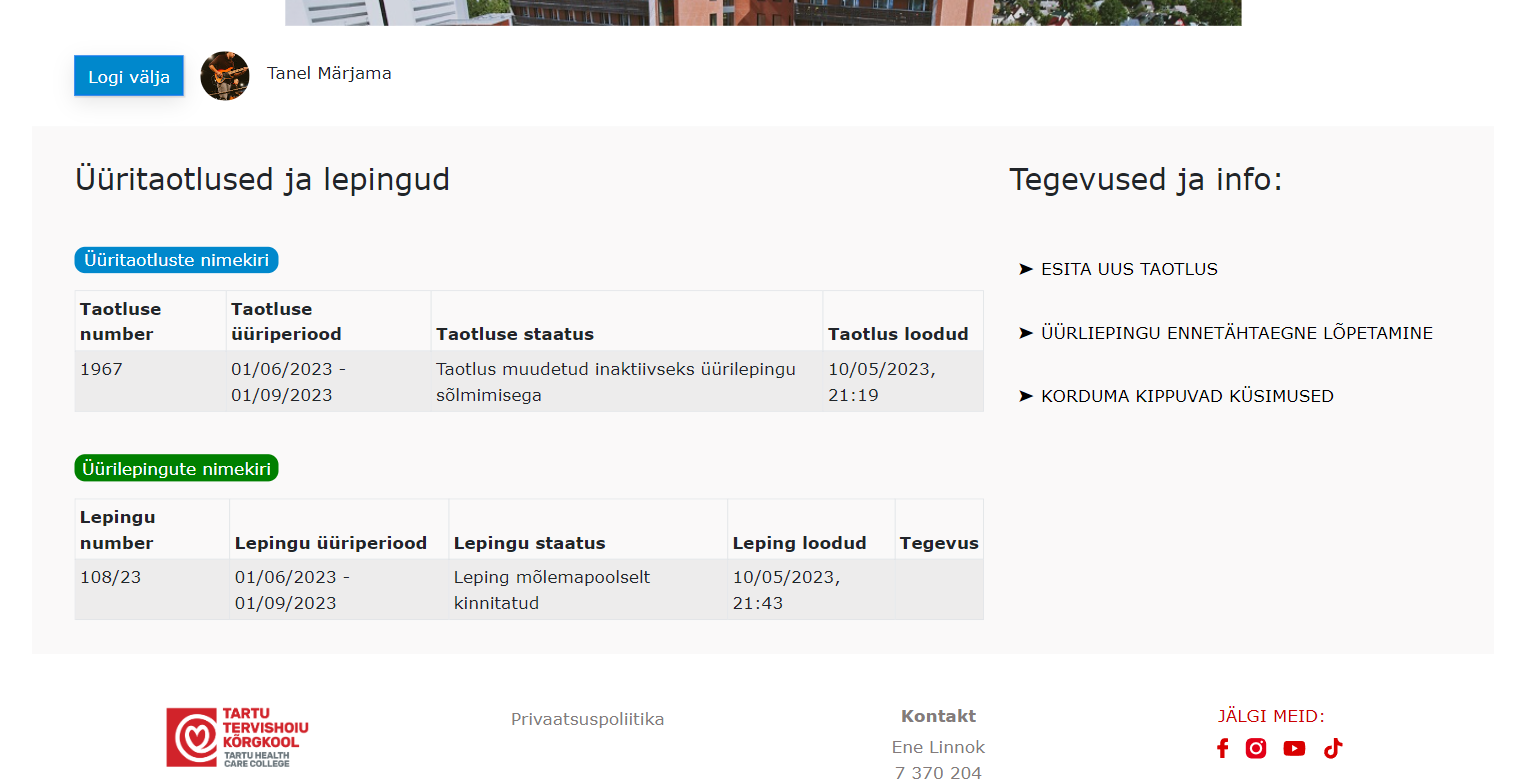 Logi välja
Tanel Märjama
Üüritaotlused ja lepingud
Üüritaotluste nimekiri
Taotluse number
Taotluse üüriperiood
Taotluse staatus
Taotlus loodud
1967
01/06/2023 -
01/09/2023
Taotlus muudetud inaktiivseks üürilepingu
sõlmimisega
10/05/2023,
21:19
Üürilepingute nimekiri
Lepingu number
Lepingu üüriperiood
Lepingu staatus
Leping loodud
Tegevus
108/23
01/06/2023 -
01/09/2023
Leping mõlemapoolselt
kinnitatud
10/05/2023,
21:43
Tegevused ja info:
➤ ESITA UUS TAOTLUS
➤ ÜÜRLIEPINGU ENNETÄHTAEGNE LÕPETAMINE
➤ KORDUMA KIPPUVAD KÜSIMUSED
TARTU
TERVISHOIU
KÕRGKOOL
TARTU HEALTH
CARE COLLEGE
Privaatsuspoliitika
Kontakt
Ene Linnok
7 370 204
JÄLGI MEID: